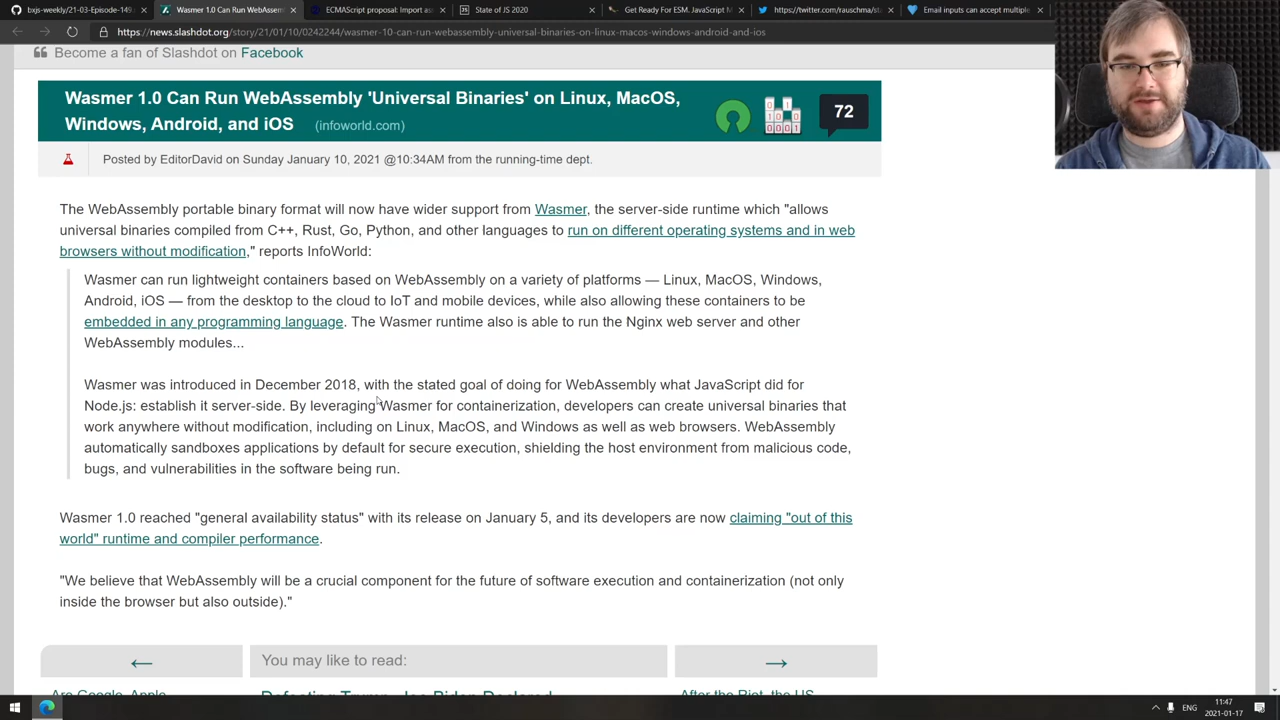 bxjs-weekly/21-03-Episode-149.
Wasmer 1.0 Can Run WebAssem
ECMAScript proposal: Import as
State of JS 2020
Get Ready For ESM. JavaScript M
https://twitter.com/rauschma/sta
Email inputs can accept multiple
https://news.slashdot.org/story/21/01/10/0242244/wasmer-10-can-run-webassembly-universal-binaries-on-linux-macos-windows-android-and-ios
Become a fan of Slashdot on Facebook
Wasmer 1.0 Can Run WebAssembly 'Universal Binaries' on Linux, MacOS,
Windows, Android, and iOS (infoworld.com)
72
Posted by EditorDavid on Sunday January 10, 2021 @10:34AM from the running-time dept.
The WebAssembly portable binary format will now have wider support from Wasmer, the server-side runtime which "allows
universal binaries compiled from C++, Rust, Go, Python, and other languages to run on different operating systems and in web
browsers without modification," reports InfoWorld:
Wasmer can run lightweight containers based on WebAssembly on a variety of platforms — Linux, MacOS, Windows,
Android, iOS — from the desktop to the cloud to IoT and mobile devices, while also allowing these containers to be
embedded in any programming language. The Wasmer runtime also is able to run the Nginx web server and other
WebAssembly modules...
Wasmer was introduced in December 2018, with the stated goal of doing for WebAssembly what JavaScript did for
Node.js: establish it server-side. By leveraging Wasmer for containerization, developers can create universal binaries that
work anywhere without modification, including on Linux, MacOS, and Windows as well as web browsers. WebAssembly
automatically sandboxes applications by default for secure execution, shielding the host environment from malicious code,
bugs, and vulnerabilities in the software being run.
Wasmer 1.0 reached "general availability status" with its release on January 5, and its developers are now claiming "out of this
world" runtime and compiler performance.
"We believe that WebAssembly will be a crucial component for the future of software execution and containerization (not only
inside the browser but also outside)."
You may like to read:
Are Google, Apple
Defeating Trump, Joe Biden Declared
After the Riot, the US
ENG
11:47
2021-01-17